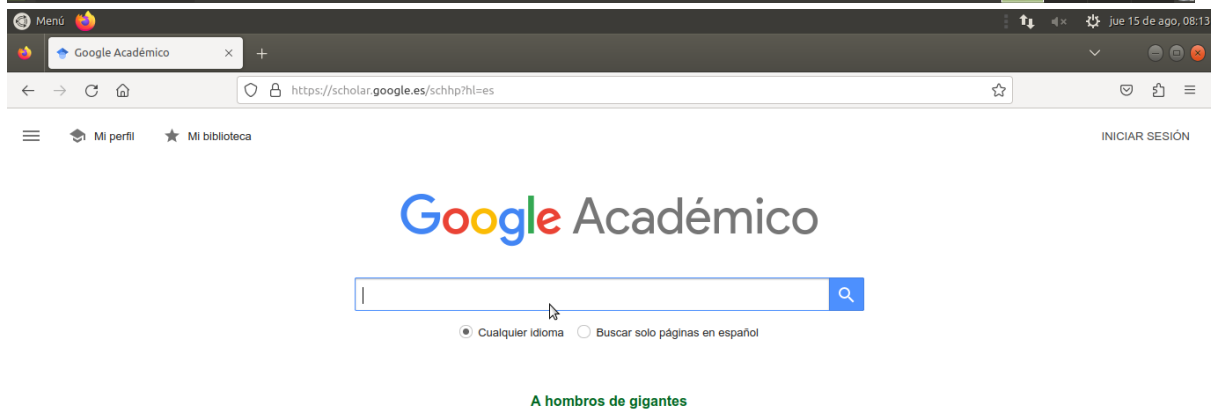 Menú jue 15 de ago, 08:13
Google Académico
https://scholar.google.es/schhp?hl=es
Mi perfil Mi biblioteca INICIAR SESIÓN
Google Académico
Cualquier idioma Buscar solo páginas en español
A hombros de gigantes